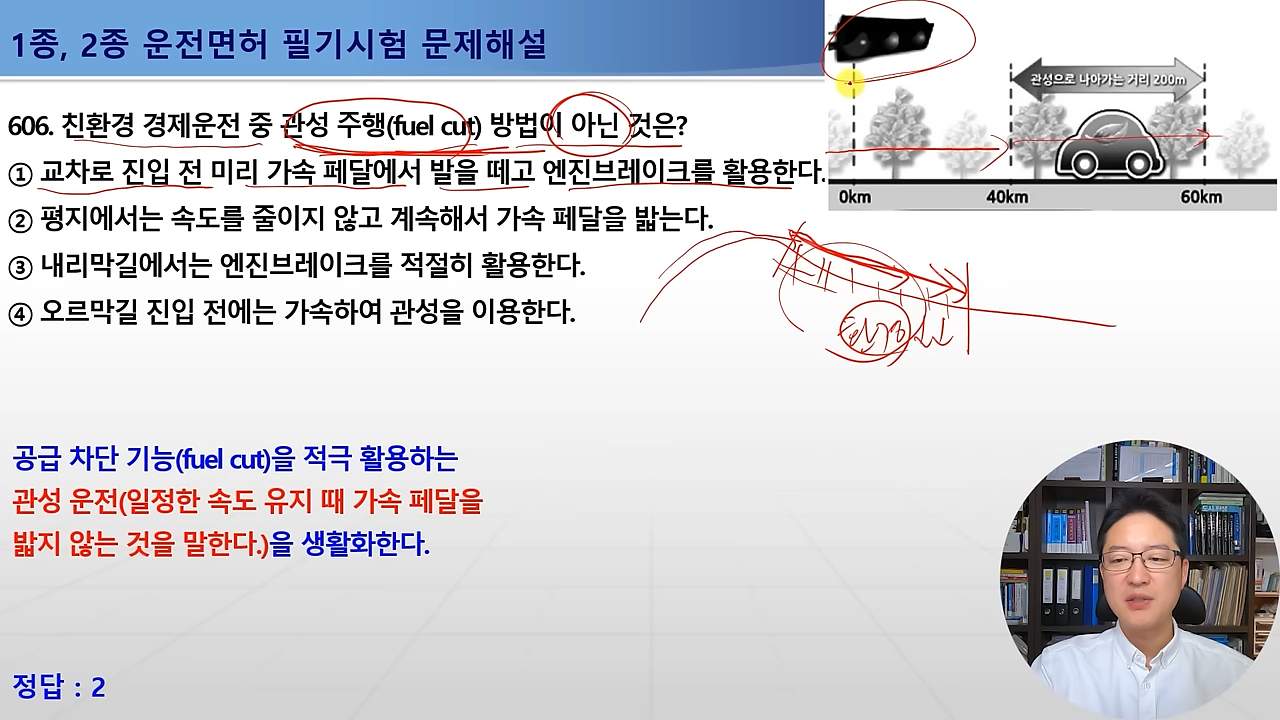 1종, 2종 운전면허 필기시험 문제해설
관성으로 나아가는 거리 200m
0km 40km 60km
606. 친환경 경제운전 중 관성 주행(fuel cut) 방법이 아닌 것은?
① 교차로 진입 전 미리 가속 페달에서 발을 떼고 엔진브레이크를 활용한다.
② 평지에서는 속도를 줄이지 않고 계속해서 가속 페달을 밟는다.
③ 내리막길에서는 엔진브레이크를 적절히 활용한다.
④ 오르막길 진입 전에는 가속하여 관성을 이용한다.
공급 차단 기능(fuel cut)을 적극 활용하는
관성 운전(일정한 속도 유지 때 가속 페달을
밟지 않는 것을 말한다.)을 생활화한다.
정답 : 2